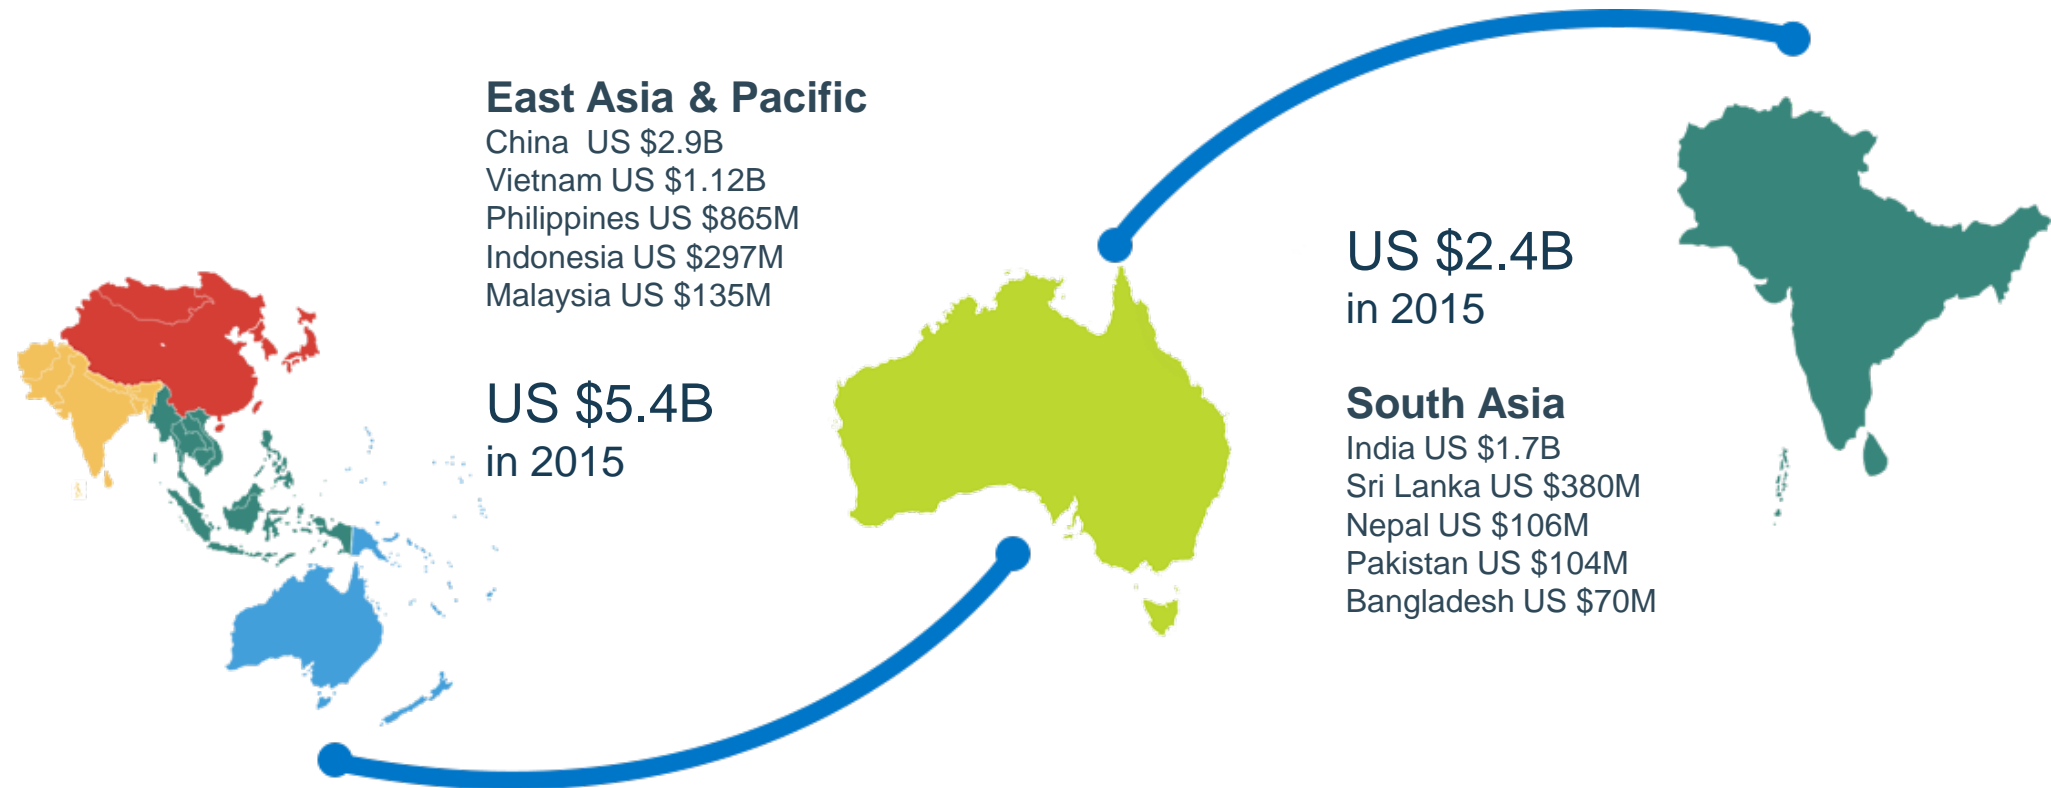 East Asia & Pacific
China  US $2.9B
Vietnam US $1.12B
Philippines US $865M
Indonesia US $297M
Malaysia US $135M
US $5.4B
in 2015
US $2.4B
in 2015
South Asia
India US $1.7B
Sri Lanka US $380M
Nepal US $106M
Pakistan US $104M
Bangladesh US $70M